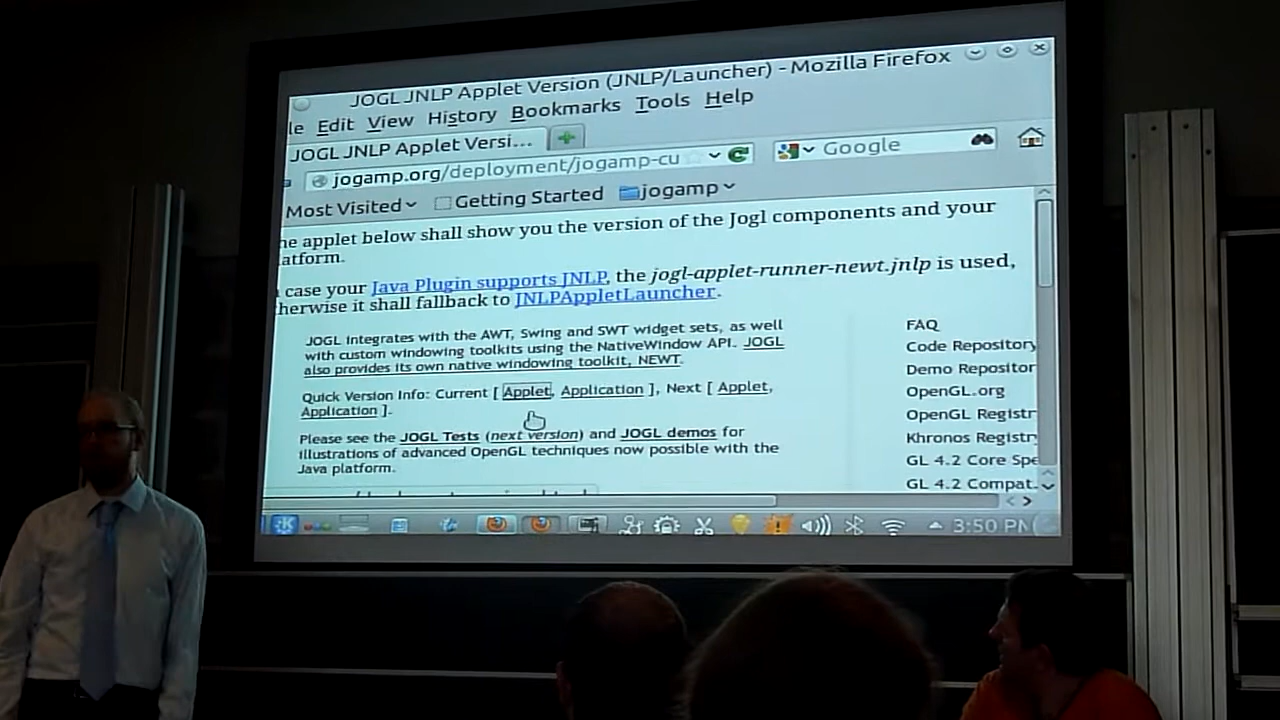 JOGL JNLP Applet Version (JNLP/Launcher) - Mozilla Firefox
le Edit View History Bookmarks Tools Help
JOGL JNLP Applet Versi...
jogamp.org/deployment/jogamp-cu Google
Most Visited Getting Started jogamp
he applet below shall show you the version of the Jogl components and your
atform.
case your Java Plugin supports JNLP, the jogl-applet-runner-newt.jnlp is used,
herwise it shall fallback to JNLPAppletLauncher.
JOGL integrates with the AWT, Swing and SWT widget sets, as well
with custom windowing toolkits using the NativeWindow API. JOGL
also provides its own native windowing toolkit, NEWT.
Quick Version Info: Current [ Applet, Application ], Next [ Applet,
Application ].
Please see the JOGL Tests (next version) and JOGL demos for
illustrations of advanced OpenGL techniques now possible with the
Java platform.
FAQ
Code Repository
Demo Repositor
OpenGL.org
OpenGL Registr
Khronos Registr
GL 4.2 Core Spe
GL 4.2 Compat.
3:50 PM